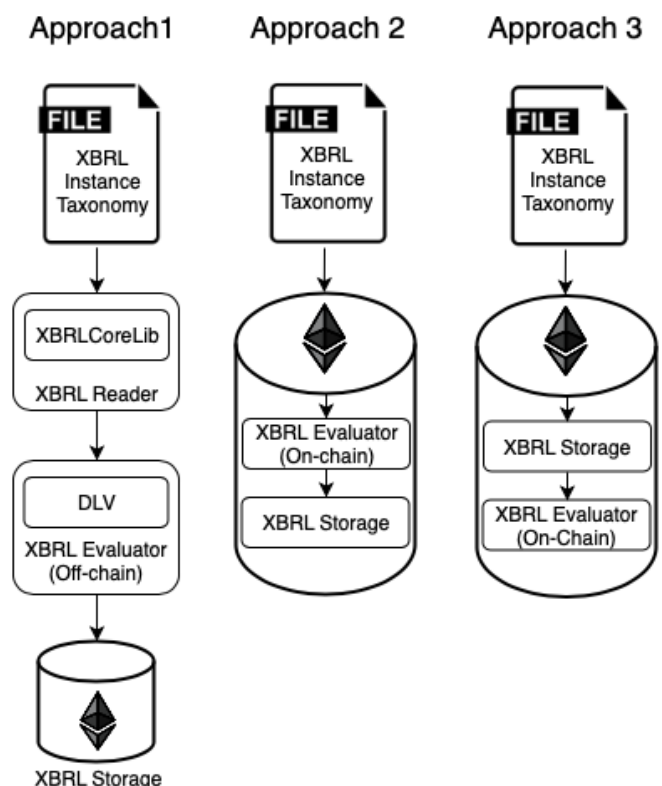 Approach1
FILE
XBRL
Instance
Taxonomy
XBRLCoreLib
XBRL Reader
DLV
XBRL Evaluator
(Off-chain)
XBRL Storage
Approach 2
FILE
XBRL
Instance
Taxonomy
XBRL Evaluator
(On-chain)
XBRL Storage
Approach 3
FILE
XBRL
Instance
Taxonomy
XBRL Storage
XBRL Evaluator
(On-Chain)